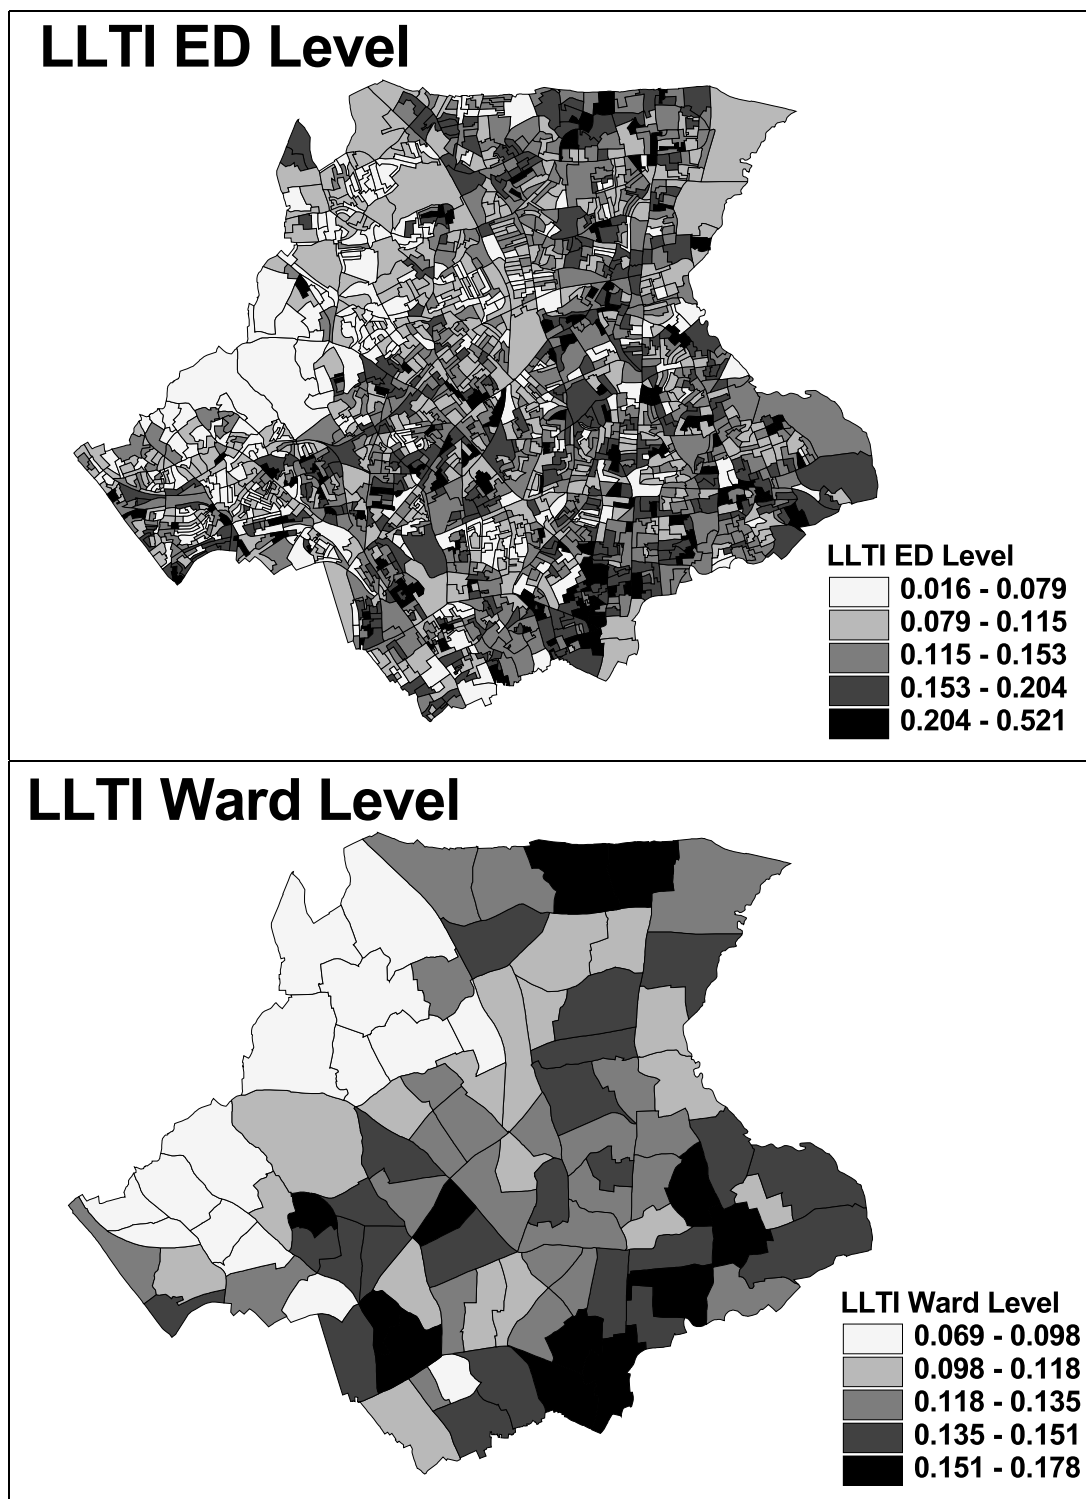 LLTI ED Level
LLTI ED Level
0.016 - 0.079
0.079 - 0.115
0.115 - 0.153
0.153 - 0.204
0.204 - 0.521
LLTI Ward Level
LLTI Ward Level
0.069 - 0.098
0.098 - 0.118
0.118 - 0.135
0.135 - 0.151
0.151 - 0.178